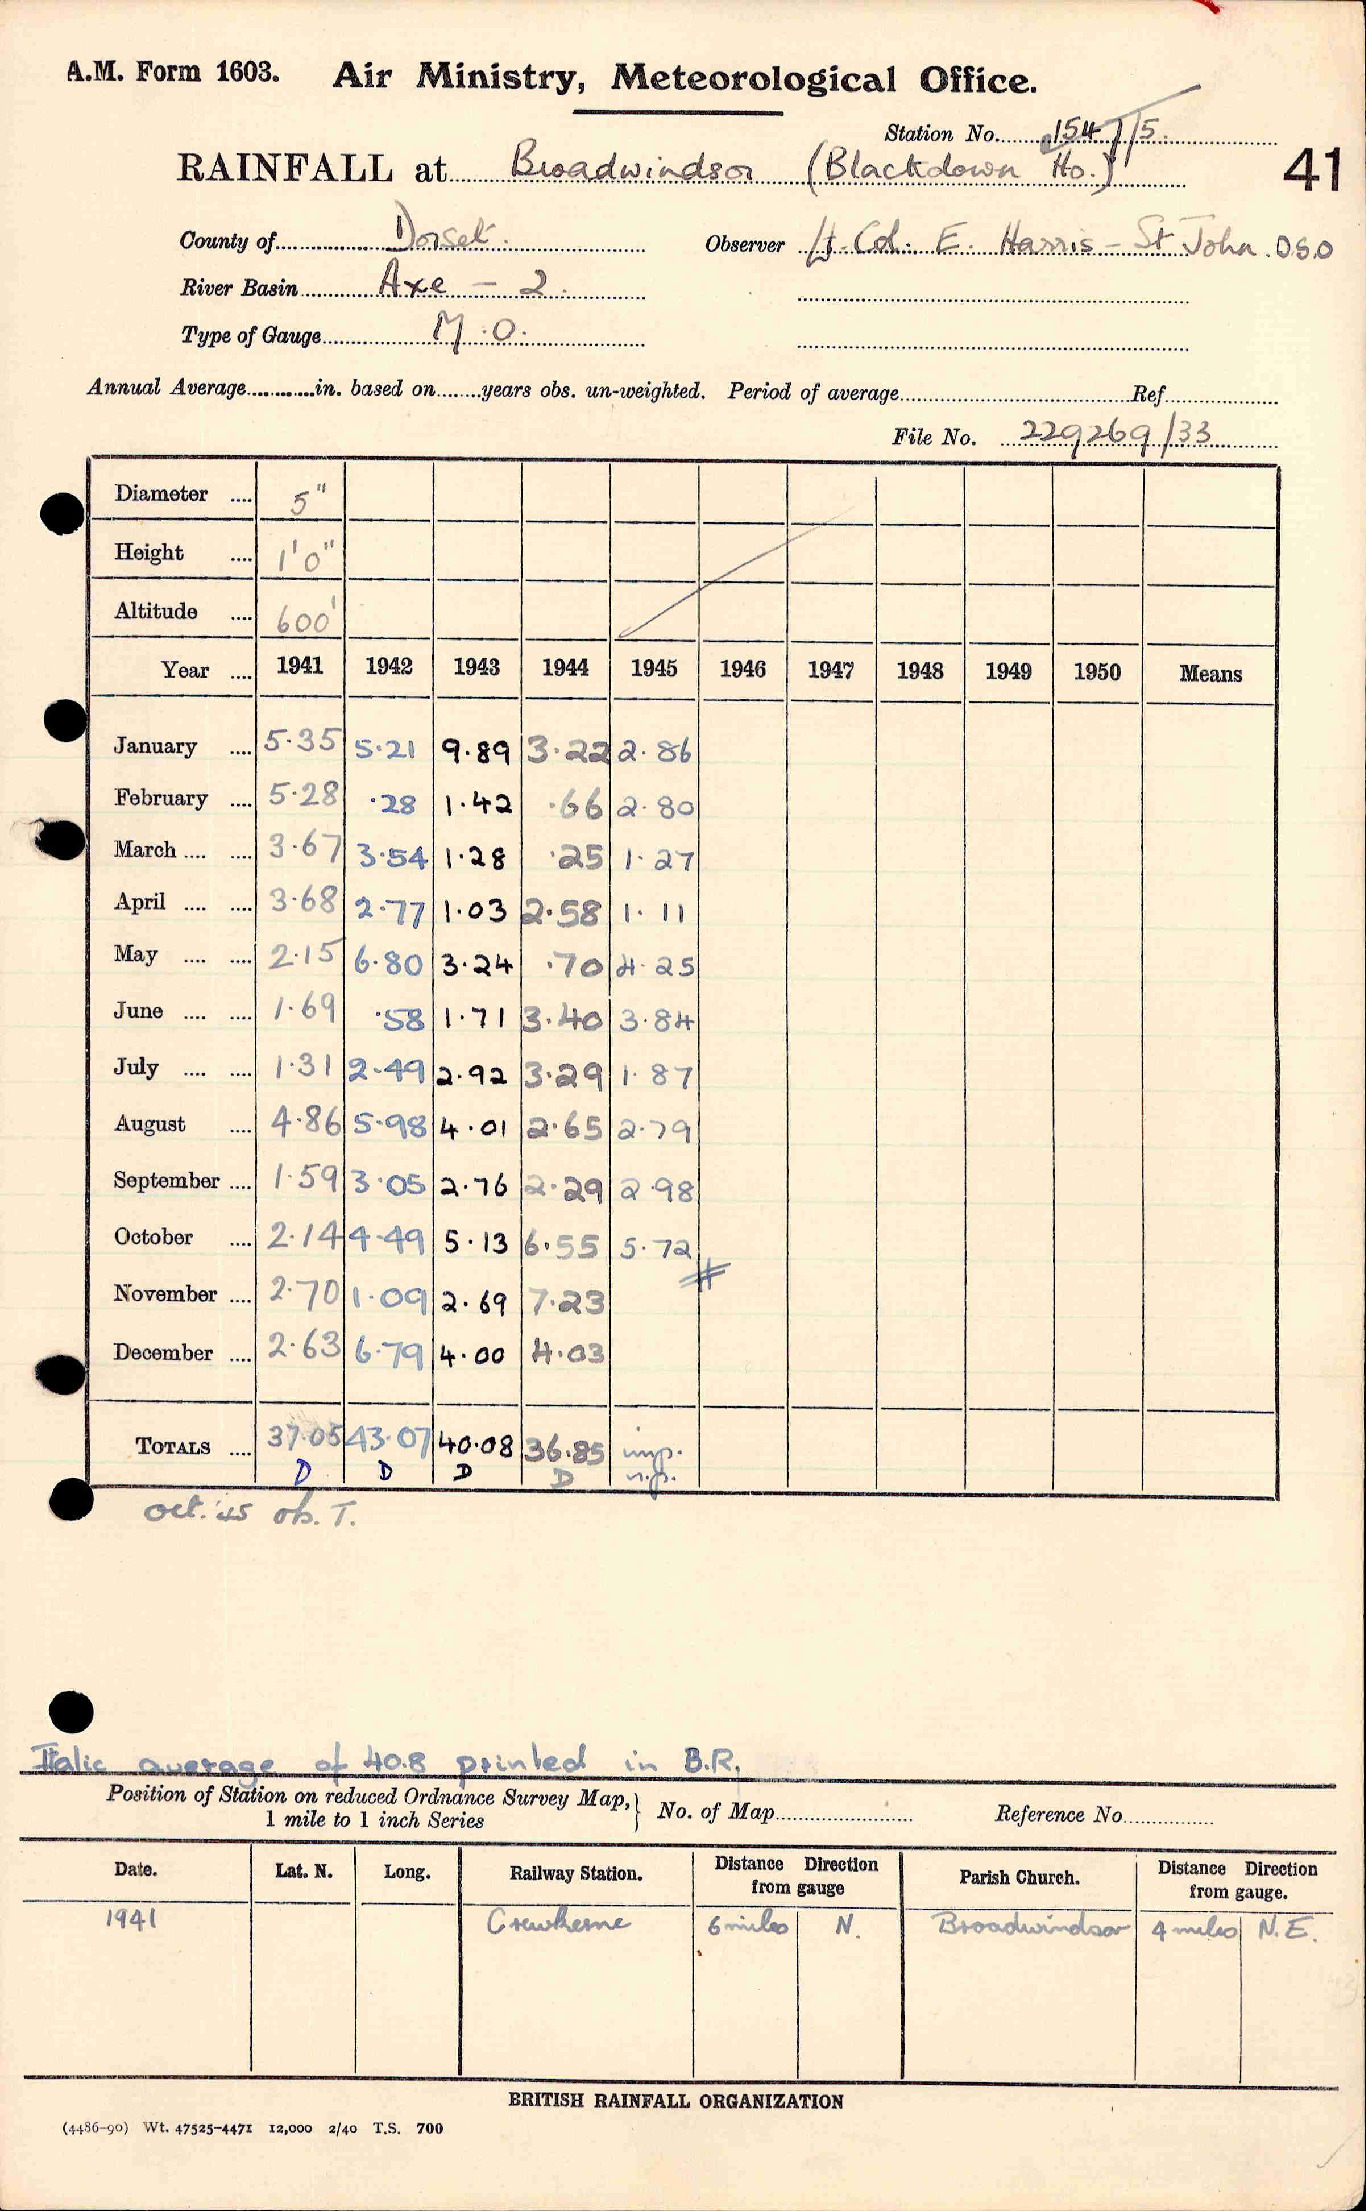 A.M. Form 1603. Air Ministry, Meteorological Office.
Station No. 154/15.
RAINFALL at Broadwindsor (Blackdown Ho.) 41
County of Dorset. Observer Lt. Col. E. Harris - St John. D.S.O
River Basin Axe - 2.
Type of Gauge M.O.
Annual Average in. based on years obs. un-weighted. Period of average Ref.
File No. 229269/33
Diameter .... 5"
Height .... 1'0"
Altitude .... 600'
Year .... 1941 1942 1943 1944 1945 1946 1947 1948 1949 1950 Means
January .... 5.35 5.21 9.89 3.22 2.86
February .... 5.28 .28 1.42 .66 2.80
March .... .... 3.67 3.54 1.28 .25 1.27
April .... .... 3.68 2.77 1.03 2.58 1.11
May .... .... 2.15 6.80 3.24 .70 4.25
June .... .... 1.69 .58 1.71 3.40 3.84
July .... .... 1.31 2.49 2.92 3.29 1.87
August .... 4.86 5.98 4.01 2.65 2.79
September .... 1.59 3.05 2.76 2.29 2.98
October .... 2.14 4.49 5.13 6.55 5.72
November .... 2.70 1.09 2.69 7.23
December .... 2.63 6.79 4.00 4.03
TOTALS .... 37.05 43.07 40.08 36.85 imp.
D D D D n.p.
Oct. '45 ob. T.
Italic average of 40.8 printed in B.R.
Position of Station on reduced Ordnance Survey Map, } No. of Map Reference No.
1 mile to 1 inch Series
Date. Lat. N. Long. Railway Station. Distance Direction from gauge Parish Church. Distance Direction from gauge.
1941 Crewkerne 6 miles N. Broadwindsor 4 miles N.E.
BRITISH RAINFALL ORGANIZATION
(4486-90) Wt. 47525-4471 12,000 2/40 T.S. 700